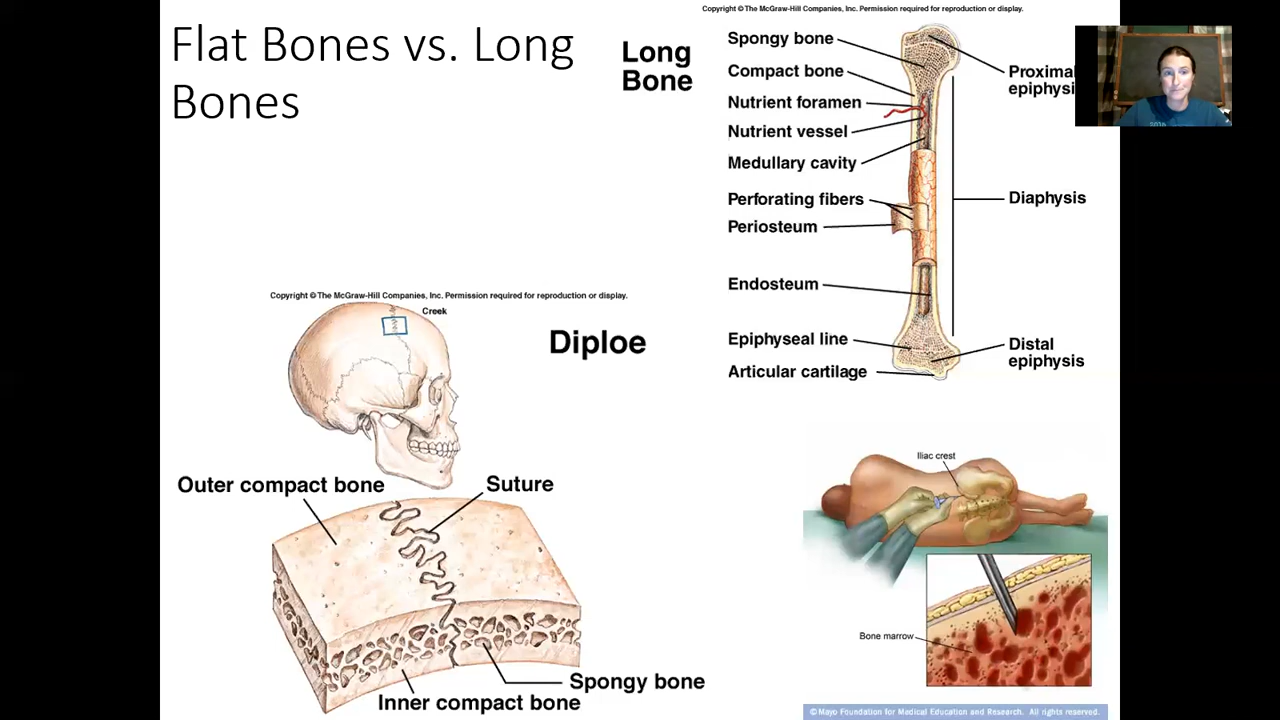 Flat Bones vs. Long
Bones
Copyright © The McGraw-Hill Companies, Inc. Permission required for reproduction or display.
Long
Bone
Spongy bone
Compact bone
Nutrient foramen
Nutrient vessel
Medullary cavity
Perforating fibers
Periosteum
Endosteum
Epiphyseal line
Articular cartilage
Proximal
epiphysi
Diaphysis
Distal
epiphysis
Copyright © The McGraw-Hill Companies, Inc. Permission required for reproduction or display.
Creek
Diploe
Outer compact bone
Suture
Spongy bone
Inner compact bone
Iliac crest
Bone marrow
© Mayo Foundation for Medical Education and Research. All rights reserved.